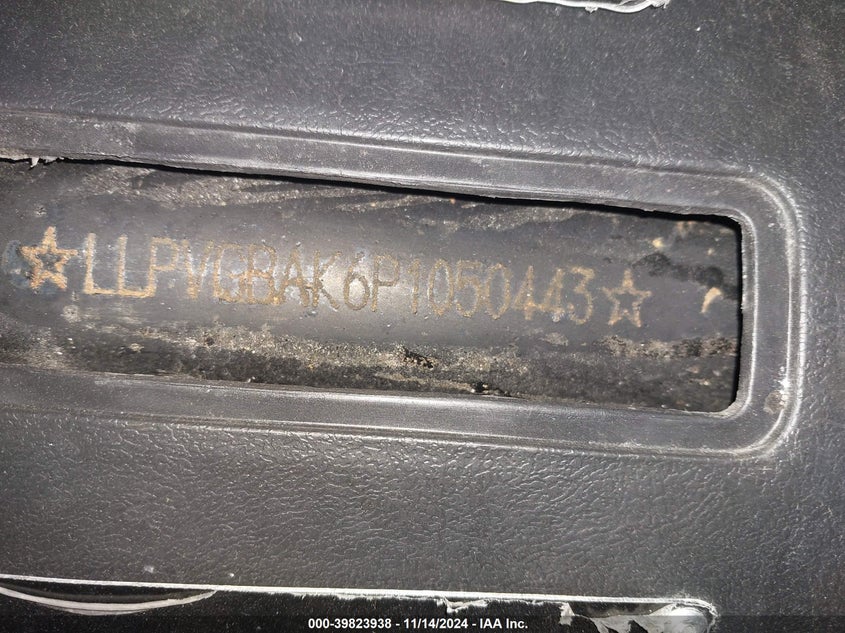 ☆LLPVGBAK6P1050443☆
000-39823938 - 11/14/2024 - IAA Inc.